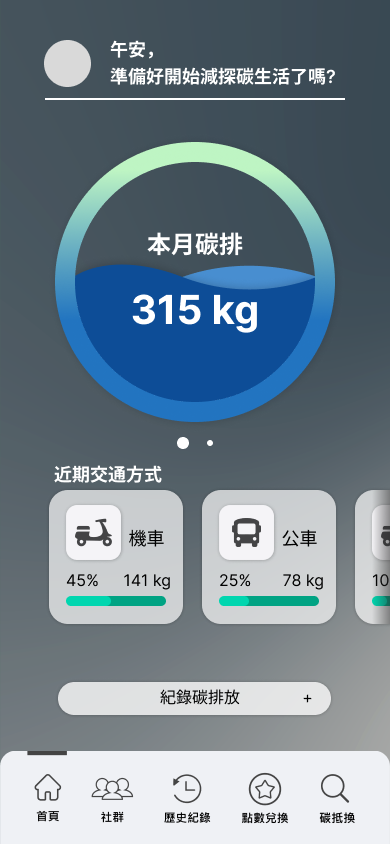 午安，
準備好開始減探碳生活了嗎?
本月碳排
315 kg
近期交通方式
機車
45% 141 kg
公車
25% 78 kg
10
紀錄碳排放 +
首頁
社群
歷史紀錄
點數兌換
碳抵換